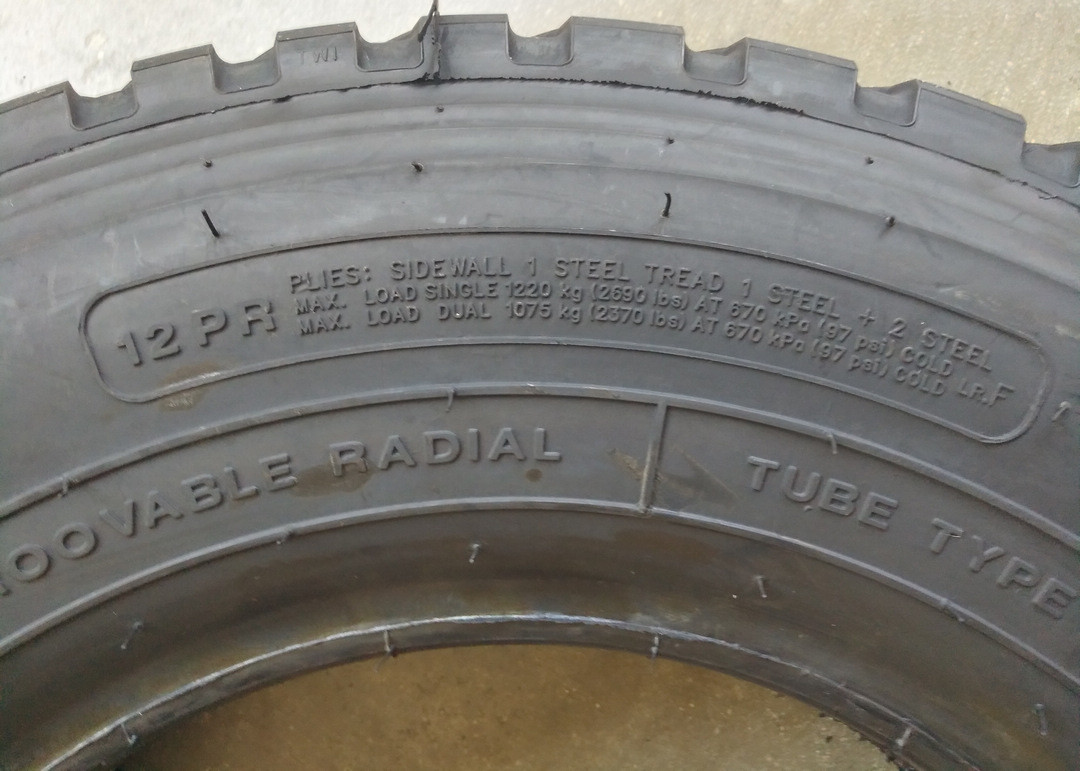 TWI
12PR
PLIES: SIDEWALL 1 STEEL TREAD 1 STEEL + 2 STEEL
MAX. LOAD SINGLE 1220 kg (2690 lbs) AT 670 kPa (97 psi) COLD
MAX. LOAD DUAL 1075 kg (2370 lbs) AT 670 kPa (97 psi) COLD LR.F
OOVABLE RADIAL
TUBE TYPE